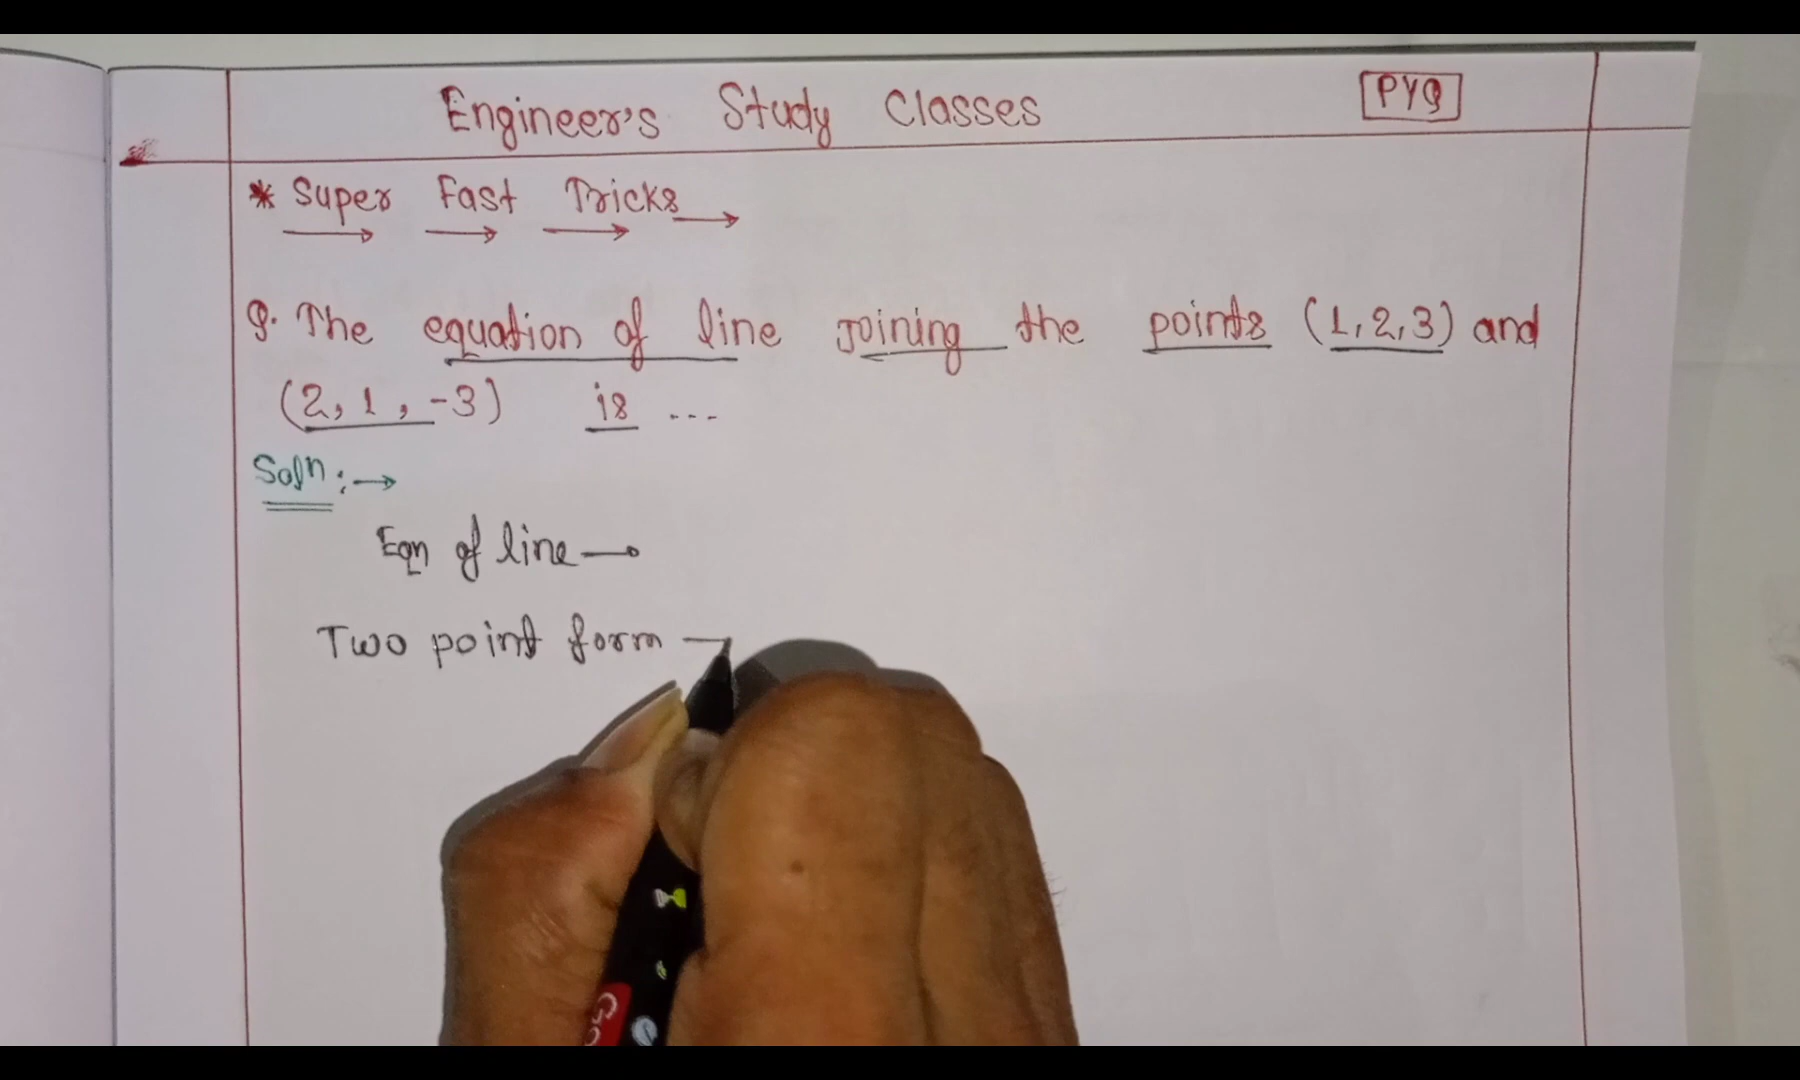 Engineer's Study Classes PYQ
* Super Fast Tricks →
Q. The equation of line Joining the points (1,2,3) and
(2, 1, -3) is ...
Soln :→
Eqn of line →
Two point form →